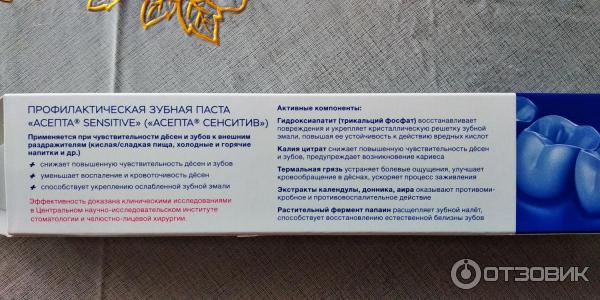 ПРОФИЛАКТИЧЕСКАЯ ЗУБНАЯ ПАСТА
«АСЕПТА® SENSITIVE» («АСЕПТА® СЕНСИТИВ»)
Применяется при чувствительности дёсен и зубов к внешним
раздражителям (кислая/сладкая пища, холодные и горячие
напитки и др.)
✓ снижает повышенную чувствительность дёсен и зубов
✓ уменьшает воспаление и кровоточивость дёсен
✓ способствует укреплению ослабленной зубной эмали
Эффективность доказана клиническими исследованиями
в Центральном научно-исследовательском институте
стоматологии и челюстно-лицевой хирургии.
Активные компоненты:
Гидроксиапатит (трикальций фосфат) восстанавливает
повреждения и укрепляет кристаллическую решетку зубной
эмали, повышая ее устойчивость к действию вредных кислот
Калия цитрат снижает повышенную чувствительность дёсен
и зубов, предупреждает возникновение кариеса
Термальная грязь устраняет болевые ощущения, улучшает
кровообращение в дёснах, ускоряет процесс заживления
Экстракты календулы, донника, аира оказывают противоми-
кробное и противовоспалительное действие
Растительный фермент папаин расщепляет зубной налёт,
способствует восстановлению естественной белизны зубов
ОТЗОВИК